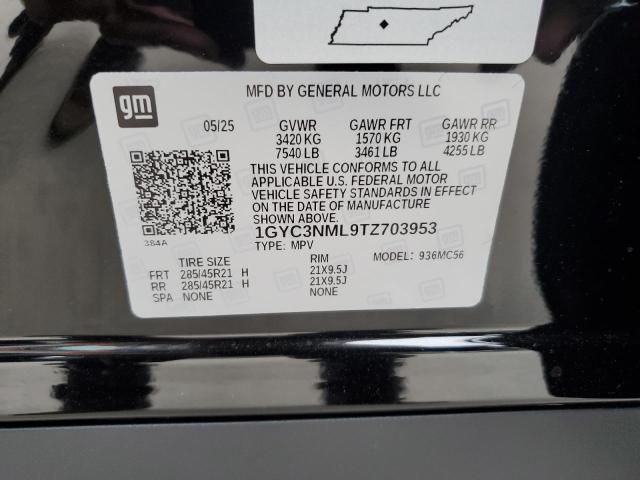 gm
MFD BY GENERAL MOTORS LLC
05/25 GVWR GAWR FRT GAWR RR
3420 KG 1570 KG 1930 KG
7540 LB 3461 LB 4255 LB
THIS VEHICLE CONFORMS TO ALL
APPLICABLE U.S. FEDERAL MOTOR
VEHICLE SAFETY STANDARDS IN EFFECT
ON THE DATE OF MANUFACTURE
SHOWN ABOVE.
1GYC3NML9TZ703953
384A
TYPE: MPV MODEL: 936MC56
TIRE SIZE RIM
FRT 285/45R21 H 21X9.5J
RR 285/45R21 H 21X9.5J
SPA NONE NONE